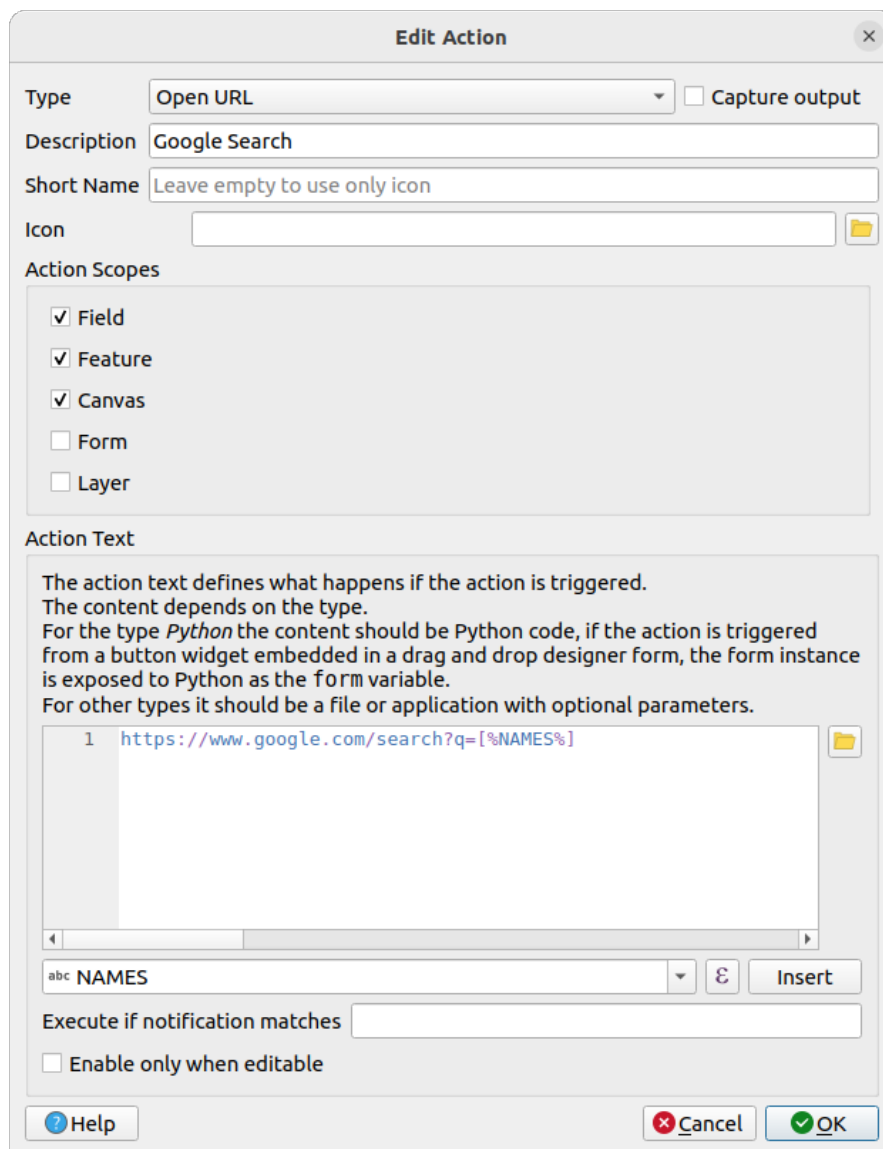 Edit Action
Type Open URL Capture output
Description Google Search
Short Name Leave empty to use only icon
Icon
Action Scopes
Field
Feature
Canvas
Form
Layer
Action Text
The action text defines what happens if the action is triggered.
The content depends on the type.
For the type Python the content should be Python code, if the action is triggered
from a button widget embedded in a drag and drop designer form, the form instance
is exposed to Python as the form variable.
For other types it should be a file or application with optional parameters.
1 https://www.google.com/search?q=[%NAMES%]
abc NAMES ε Insert
Execute if notification matches
Enable only when editable
Help Cancel OK